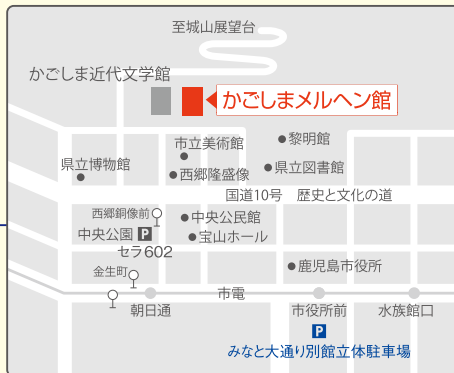 至城山展望台
かごしま近代文学館
かごしまメルヘン館
市立美術館
黎明館
県立博物館
西郷隆盛像
県立図書館
国道10号 歴史と文化の道
西郷銅像前
中央公民館
中央公園 P
宝山ホール
セラ602
金生町
鹿児島市役所
市電
朝日通
市役所前
水族館口
P
みなと大通り別館立体駐車場